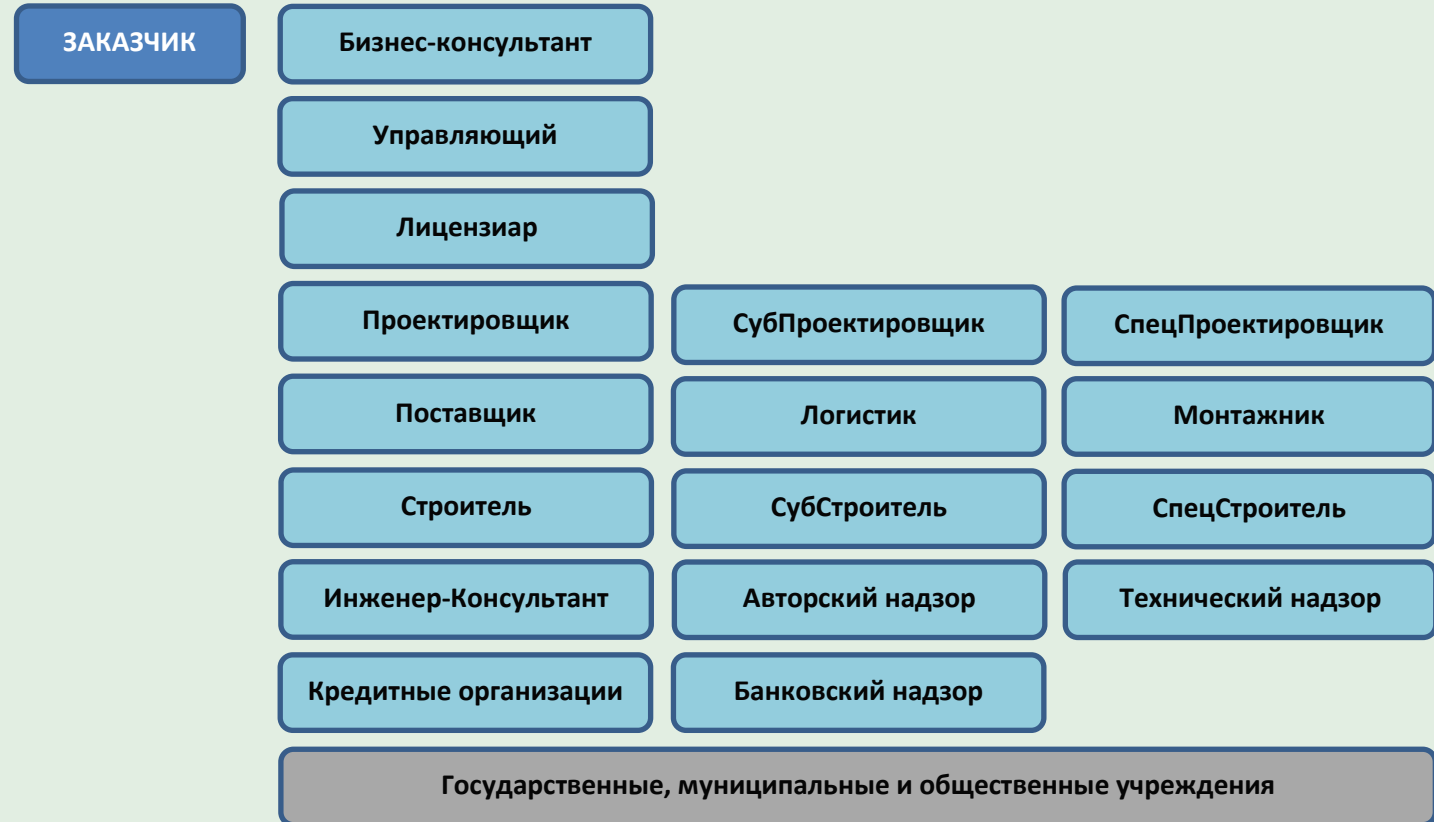 ЗАКАЗЧИК
Бизнес-консультант
Управляющий
Лицензиар
Проектировщик
СубПроектировщик
СпецПроектировщик
Поставщик
Логистик
Монтажник
Строитель
СубСтроитель
СпецСтроитель
Инженер-Консультант
Авторский надзор
Технический надзор
Кредитные организации
Банковский надзор
Государственные, муниципальные и общественные учреждения